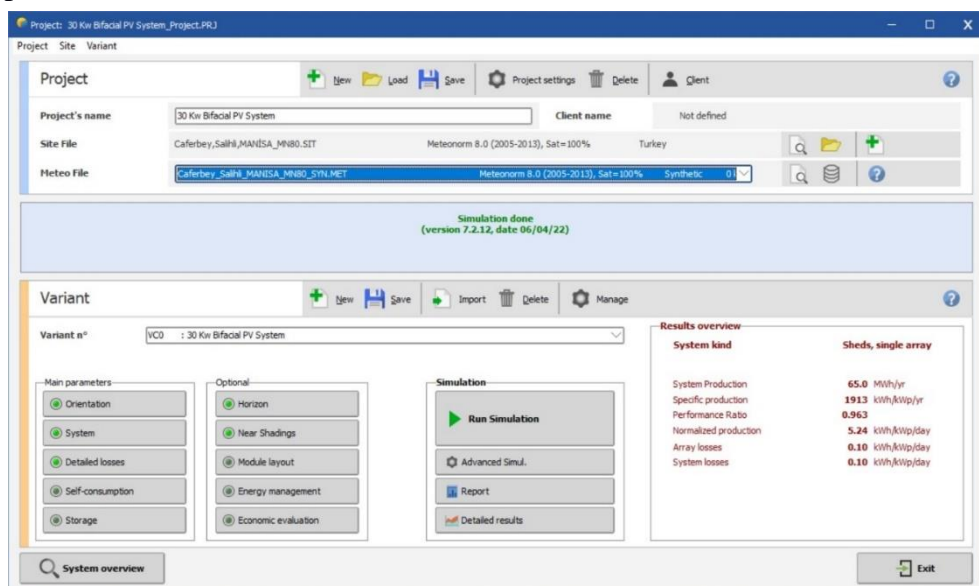 Project: 30 Kw Bifacial PV System_Project.PRJ
Project Site Variant
Project New Load Save Project settings Delete Client
Project's name 30 Kw Bifacial PV System Client name Not defined
Site File Caferbey,Salihli,MANİSA_MN80.SIT Meteonorm 8.0 (2005-2013), Sat=100% Turkey
Meteo File Caferbey_Salihli_MANISA_MN80_SYN.MET Meteonorm 8.0 (2005-2013), Sat=100% Synthetic 0
Simulation done
(version 7.2.12, date 06/04/22)
Variant New Save Import Delete Manage
Variant n° VC0 : 30 Kw Bifacial PV System
Main parameters
Orientation
System
Detailed losses
Self-consumption
Storage
Optional
Horizon
Near Shadings
Module layout
Energy management
Economic evaluation
Simulation
Run Simulation
Advanced Simul.
Report
Detailed results
Results overview
System kind Sheds, single array
System Production 65.0 MWh/yr
Specific production 1913 kWh/kWp/yr
Performance Ratio 0.963
Normalized production 5.24 kWh/kWp/day
Array losses 0.10 kWh/kWp/day
System losses 0.10 kWh/kWp/day
System overview Exit